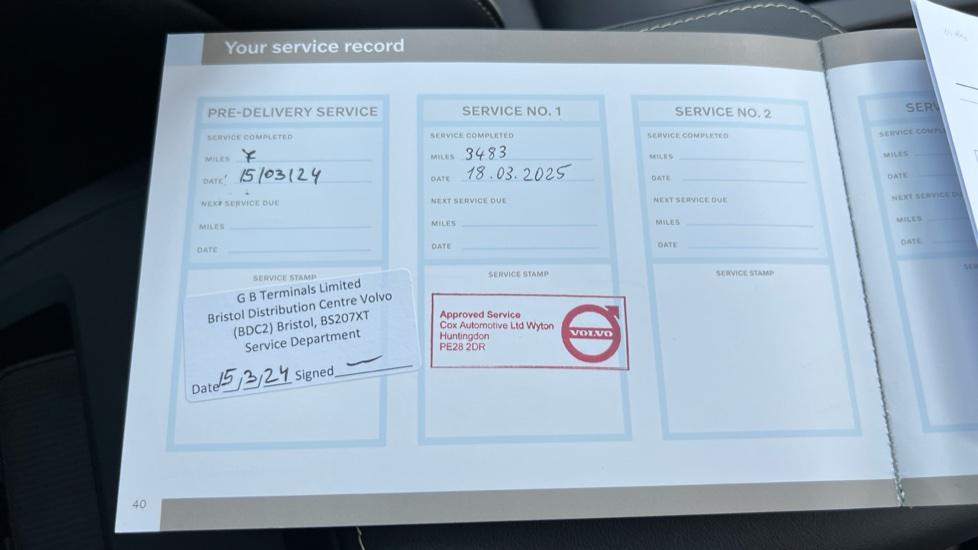 Your service record
PRE-DELIVERY SERVICE
SERVICE COMPLETED
MILES
DATE 15/03/24
NEXT SERVICE DUE
MILES
DATE
SERVICE STAMP
G B Terminals Limited
Bristol Distribution Centre Volvo
(BDC2) Bristol, BS207XT
Service Department
Date 15/3/24 Signed
SERVICE NO. 1
SERVICE COMPLETED
MILES 3483
DATE 18.03.2025
NEXT SERVICE DUE
MILES
DATE
SERVICE STAMP
Approved Service
Cox Automotive Ltd Wyton
Huntingdon
PE28 2DR
VOLVO
SERVICE NO. 2
SERVICE COMPLETED
MILES
DATE
NEXT SERVICE DUE
MILES
DATE
SERVICE STAMP
SERV
SERVICE COMPL
MILES
DATE
NEXT SERVICE D
MILES
DATE
SER
40